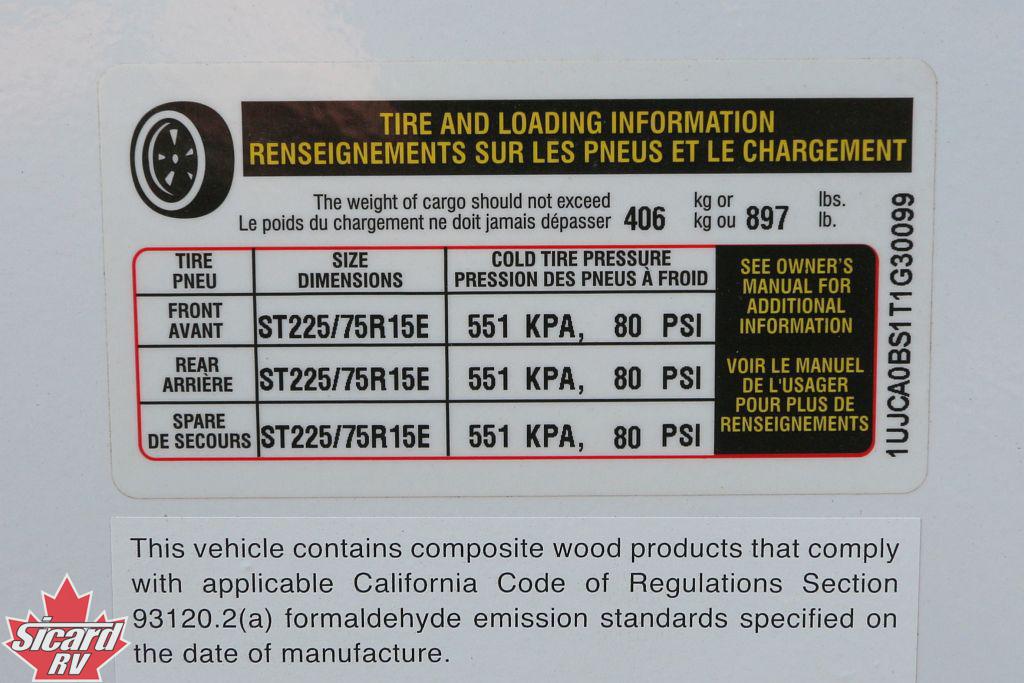 TIRE AND LOADING INFORMATION
RENSEIGNEMENTS SUR LES PNEUS ET LE CHARGEMENT
The weight of cargo should not exceed kg or lbs.
Le poids du chargement ne doit jamais dépasser 406 kg ou 897 lb.
TIRE SIZE COLD TIRE PRESSURE
PNEU DIMENSIONS PRESSION DES PNEUS À FROID
FRONT
AVANT ST225/75R15E 551 KPA, 80 PSI
REAR
ARRIÈRE ST225/75R15E 551 KPA, 80 PSI
SPARE
DE SECOURS ST225/75R15E 551 KPA, 80 PSI
SEE OWNER'S
MANUAL FOR
ADDITIONAL
INFORMATION
VOIR LE MANUEL
DE L'USAGER
POUR PLUS DE
RENSEIGNEMENTS
1UJCA0BS1T1G30099
This vehicle contains composite wood products that comply
with applicable California Code of Regulations Section
93120.2(a) formaldehyde emission standards specified on
the date of manufacture.
Sicard
RV